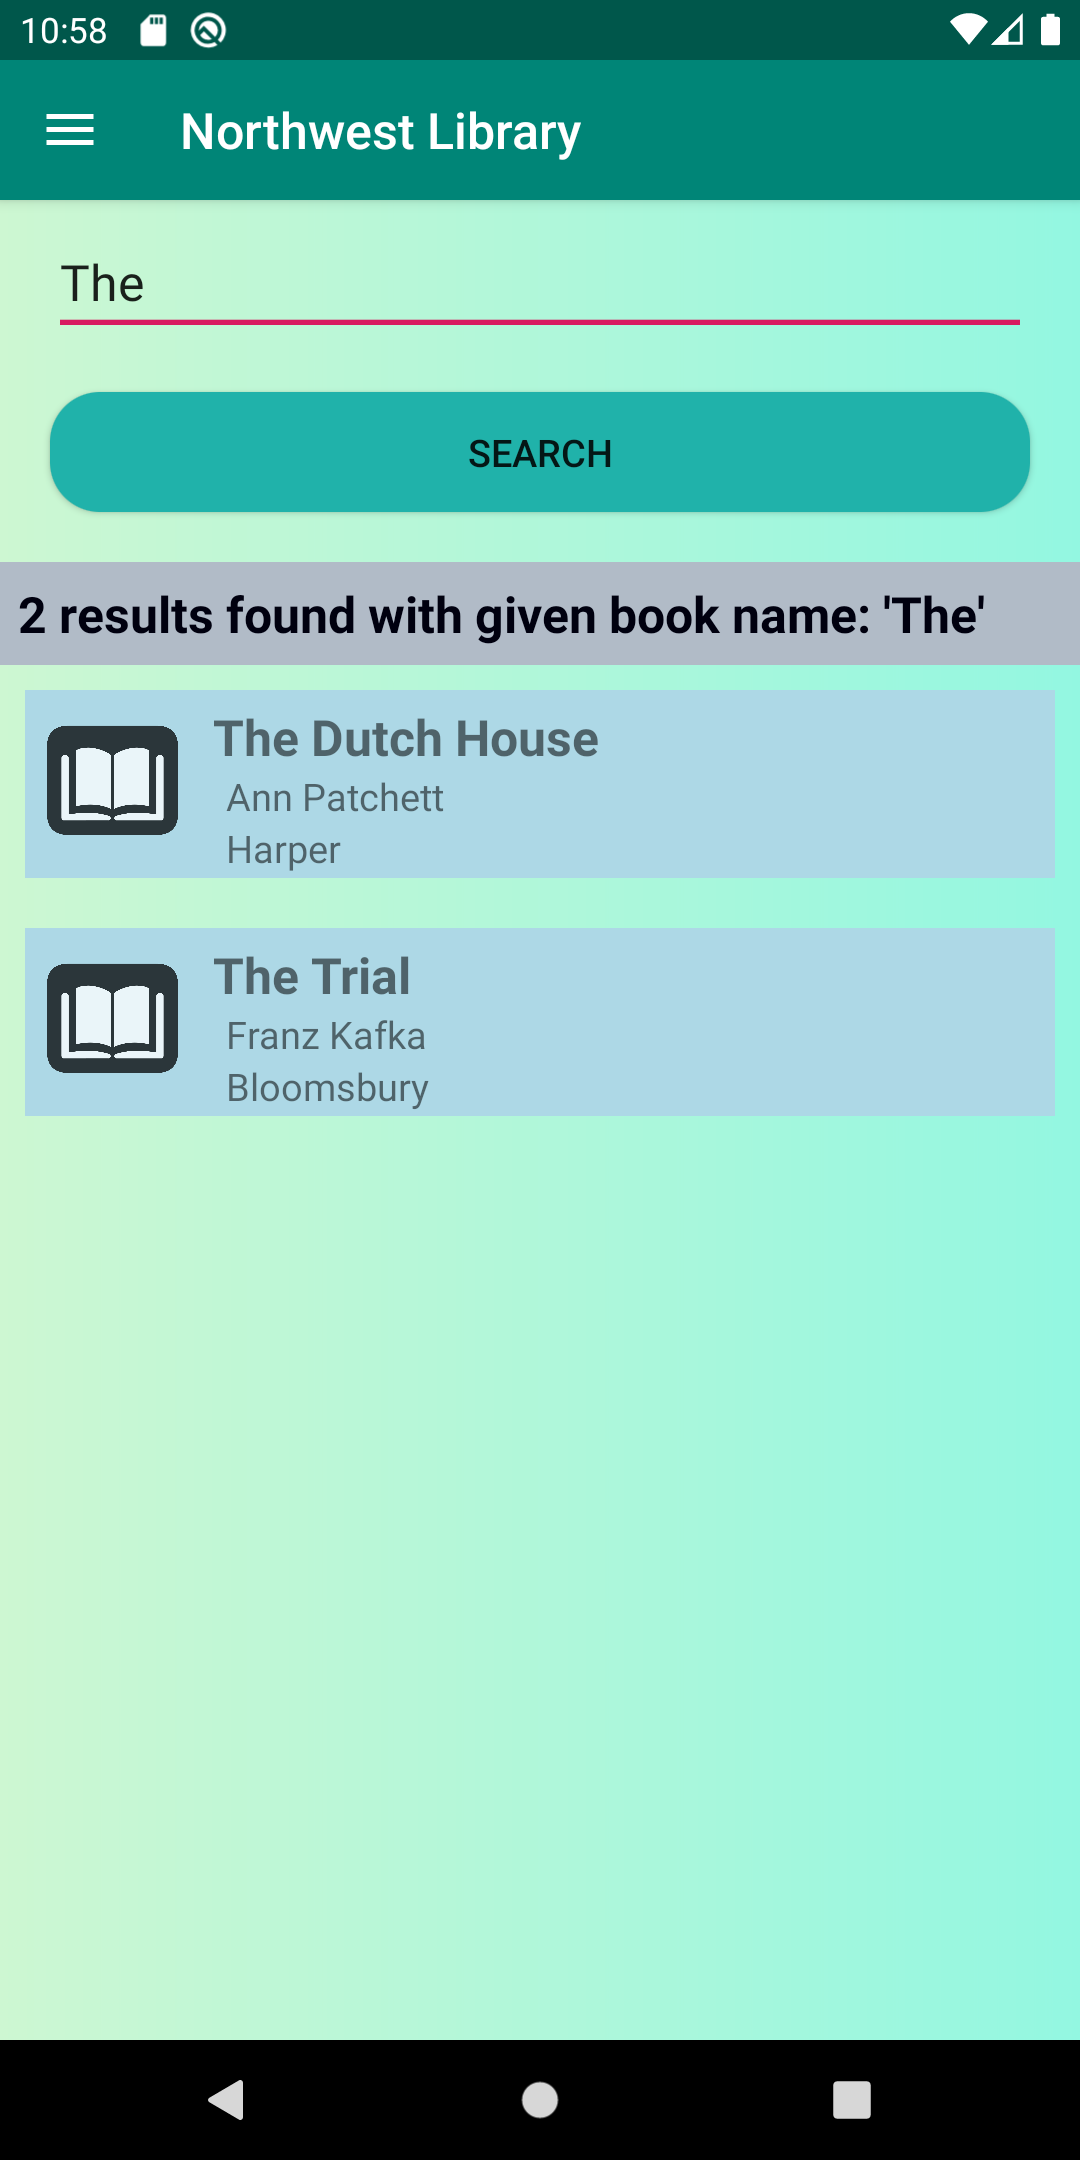 10:58
Northwest Library
The
SEARCH
2 results found with given book name: 'The'
The Dutch House
Ann Patchett
Harper
The Trial
Franz Kafka
Bloomsbury